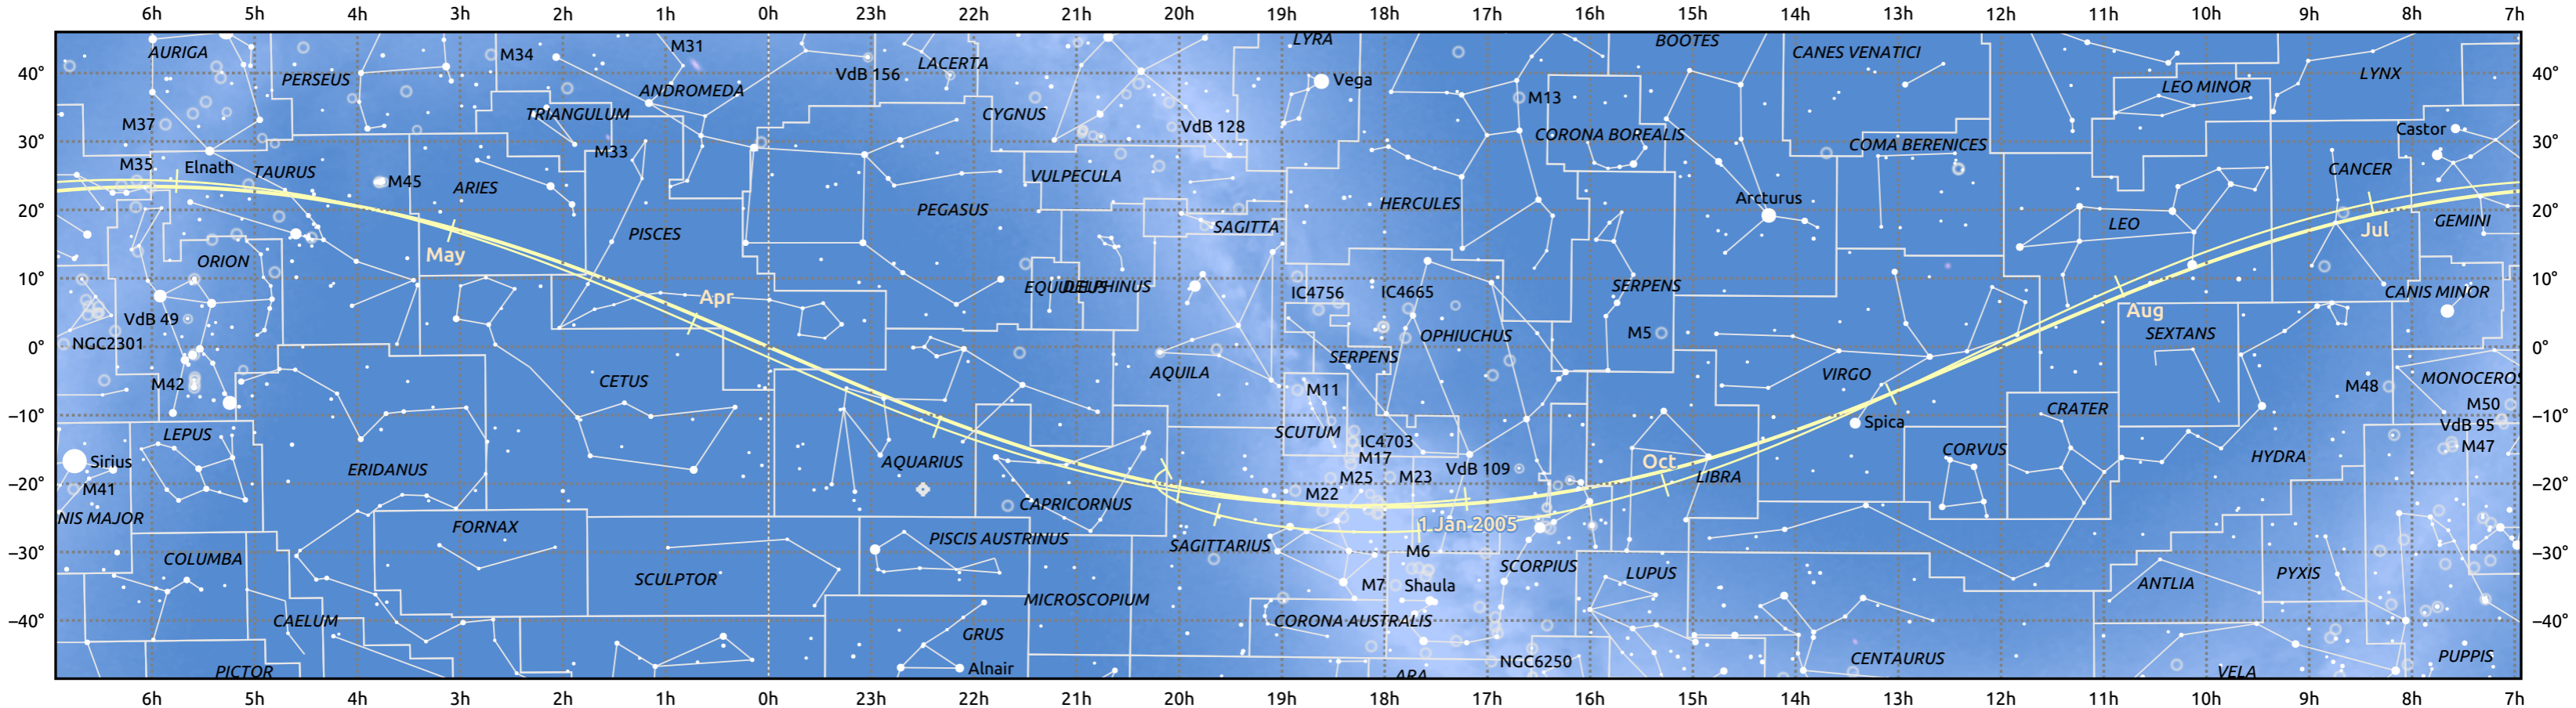 6h 5h 4h 3h 2h 1h 0h 23h 22h 21h 20h 19h 18h 17h 16h 15h 14h 13h 12h 11h 10h 9h 8h 7h
AURIGA M34 M31 LACERTA LYRA BOOTES CANES VENATICI
40° PERSEUS ANDROMEDA VdB 156 Vega LEO MINOR LYNX 40°
M37 TRIANGULUM CYGNUS VdB 128 M13 CORONA BOREALIS COMA BERENICES Castor
30° M33 30°
M35 Elnath TAURUS M45 ARIES VULPECULA CANCER
20° PISCES PEGASUS SAGITTA HERCULES Arcturus LEO GEMINI 20°
May Jul
ORION
10° Apr EQUULEUS DELPHINUS IC4756 IC4665 SERPENS Aug CANIS MINOR 10°
VdB 49 OPHIUCHUS M5 SEXTANS
0° NGC2301 SERPENS 0°
M42 CETUS AQUILA M11 VIRGO M48 MONOCEROS
−10° CRATER M50 −10°
LEPUS SCUTUM IC4703 Spica VdB 95
Sirius ERIDANUS AQUARIUS M17 VdB 109 Oct CORVUS HYDRA M47
−20° M41 M25 M23 LIBRA −20°
NIS MAJOR FORNAX CAPRICORNUS M22 1 Jan 2005
−30° COLUMBA PISCIS AUSTRINUS SAGITTARIUS M6 −30°
SCULPTOR M7 Shaula SCORPIUS LUPUS ANTLIA PYXIS
−40° CAELUM MICROSCOPIUM CORONA AUSTRALIS −40°
GRUS
PICTOR Alnair ARA NGC6250 CENTAURUS VELA PUPPIS
6h 5h 4h 3h 2h 1h 0h 23h 22h 21h 20h 19h 18h 17h 16h 15h 14h 13h 12h 11h 10h 9h 8h 7h